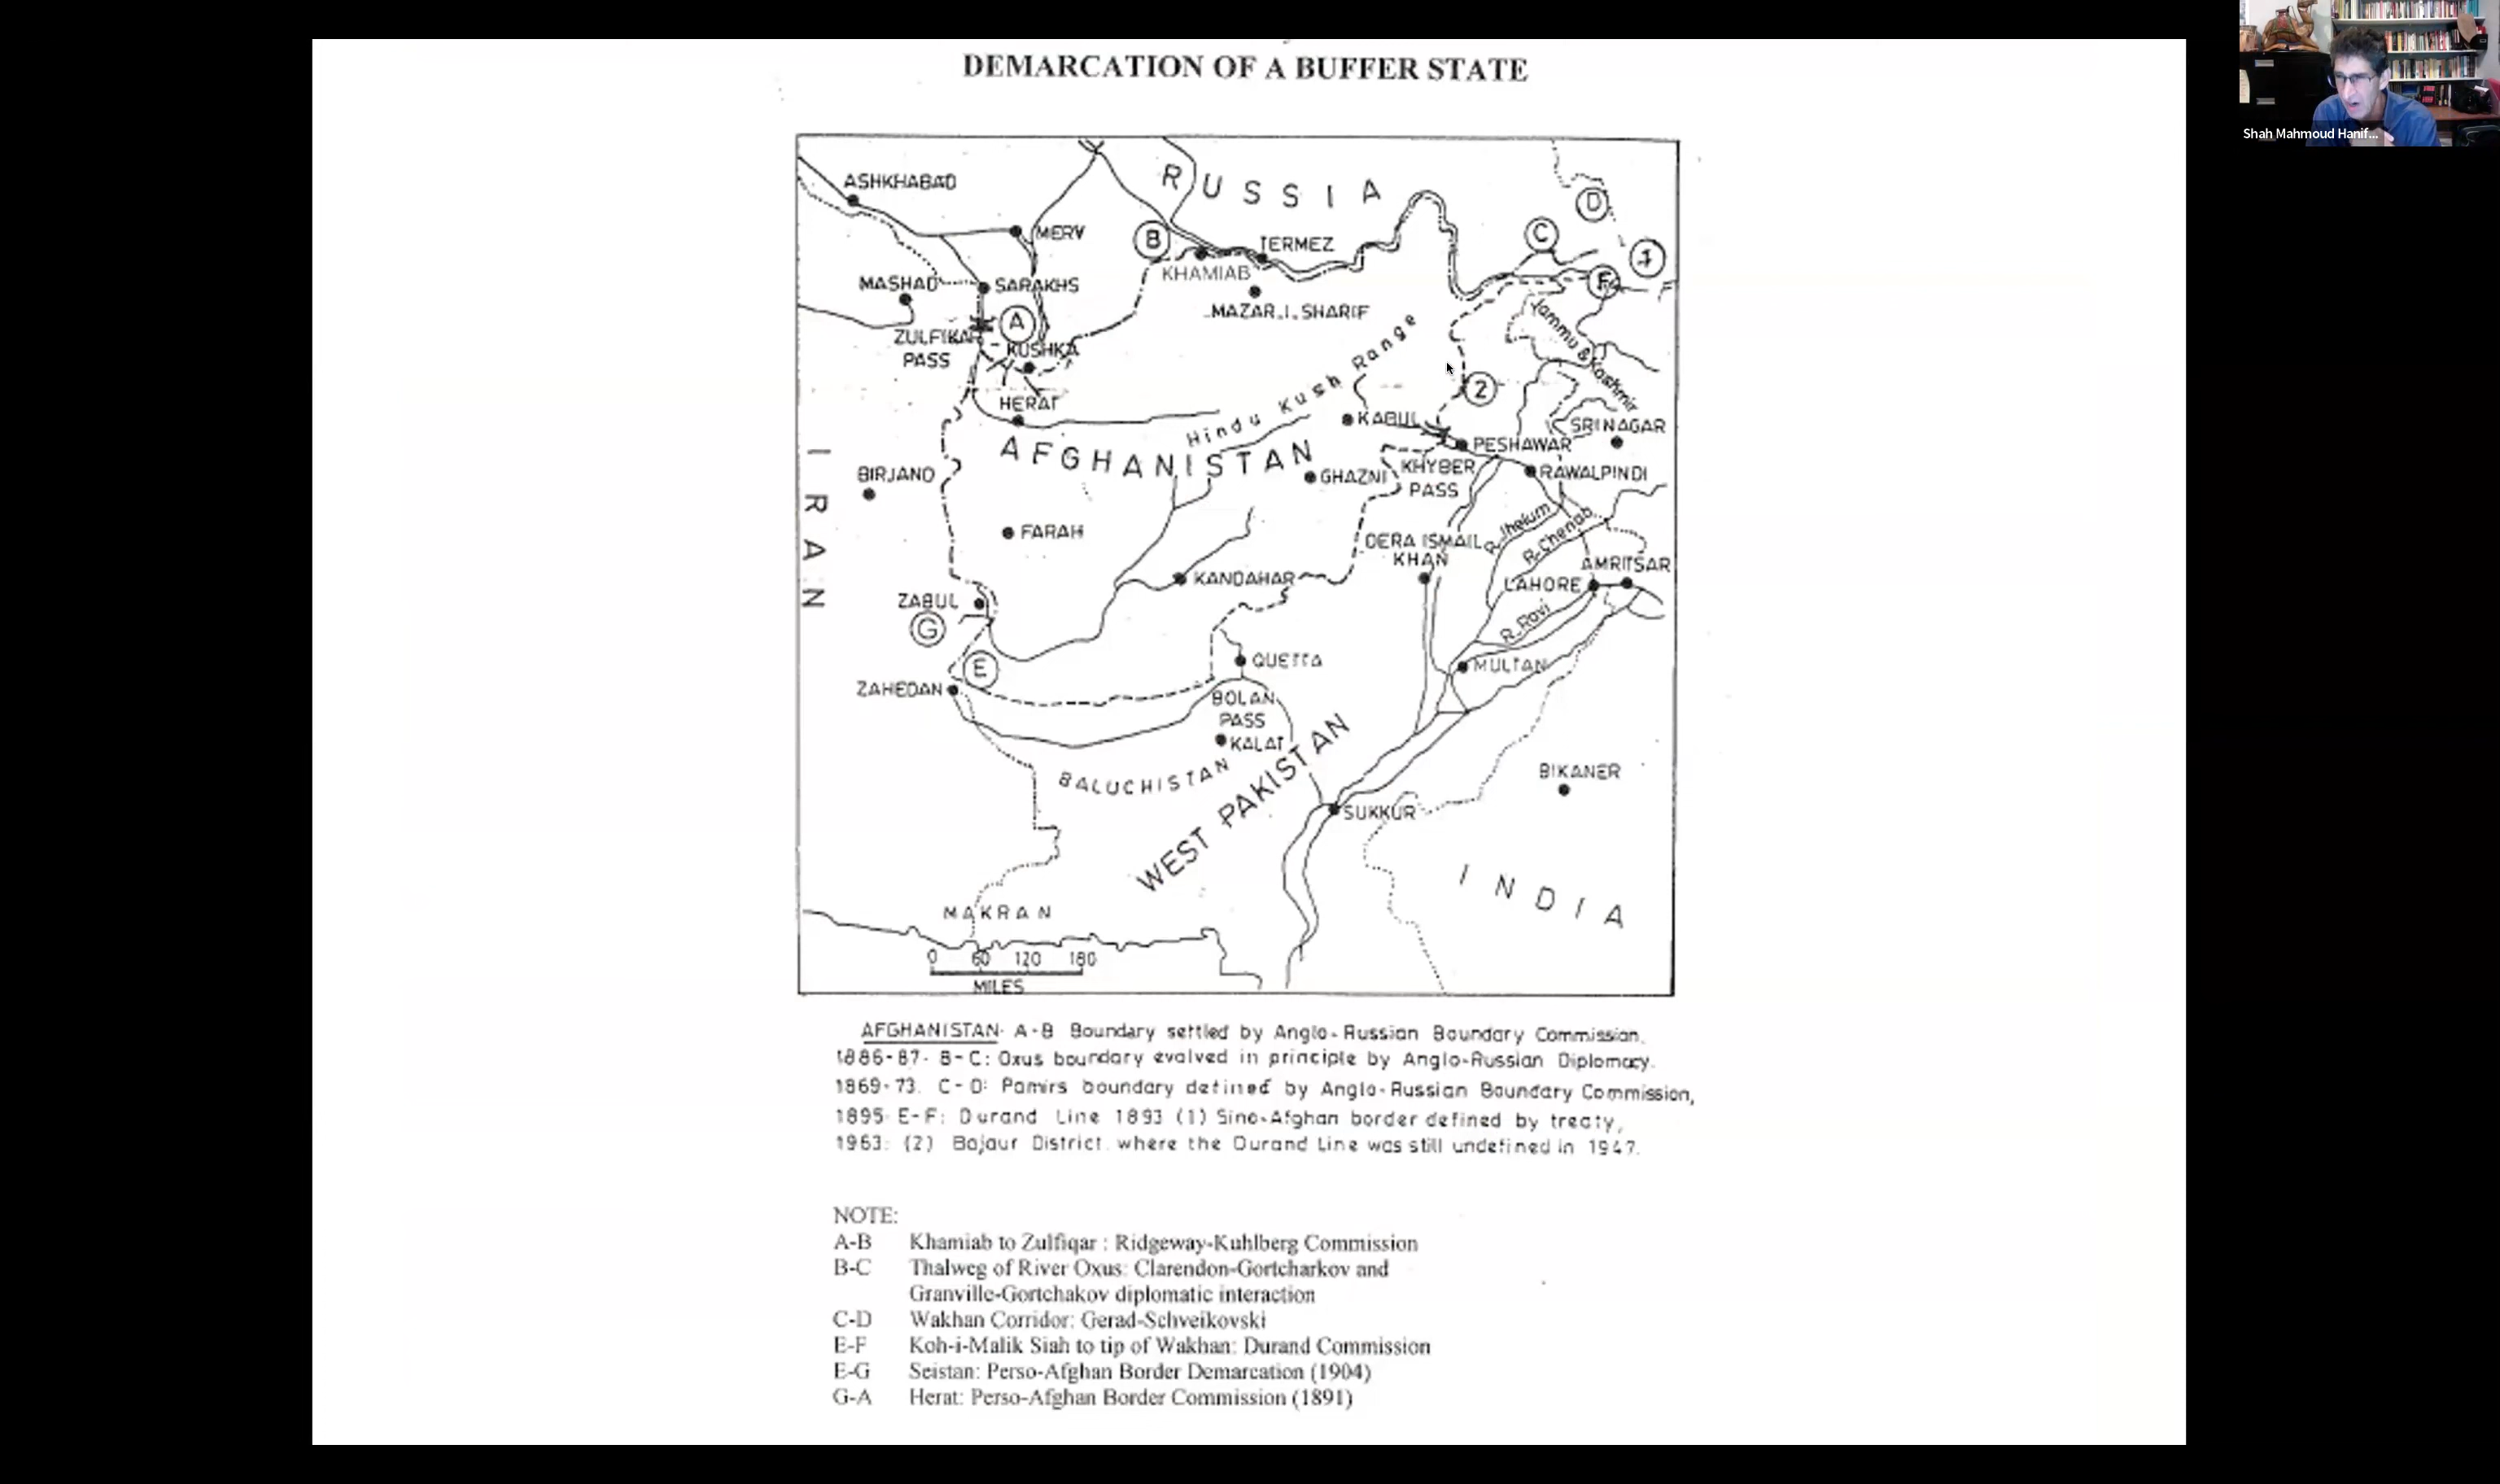 DEMARCATION OF A BUFFER STATE
Shah Mahmoud Hanif...
RUSSIA
ASHKHABAD
MERV
D
C
B
1
TERMEZ
KHAMIAB
MASHAD
SARAKHS
F
MAZAR.I.SHARIF
A
ZULFIKAR
PASS
KUSHKA
Jammu & Kashmir
Hindu Kush Range
2
HERAT
KABUL
SRINAGAR
AFGHANISTAN
PESHAWAR
IRAN
BIRJAND
GHAZNI
KHYBER
PASS
RAWALPINDI
FARAH
R. Jhelum
R. Chenab
DERA ISMAIL
KHAN
AMRITSAR
KANDAHAR
LAHORE
ZABUL
G
R. Ravi
E
QUETTA
MULTAN
ZAHEDAN
BOLAN
PASS
KALAT
BALUCHISTAN
WEST PAKISTAN
BIKANER
SUKKUR
INDIA
MAKRAN
0 60 120 180
MILES
AFGHANISTAN· A-B Boundary settled by Anglo-Russian Boundary Commission.
1886-87· B-C: Oxus boundary evolved in principle by Anglo-Russian Diplomacy.
1869-73. C-D: Pamirs boundary defined by Anglo-Russian Boundary Commission,
1895· E-F: Durand Line 1893 (1) Sino-Afghan border defined by treaty,
1963: (2) Bajaur District. where the Durand Line was still undefined in 1947.
NOTE:
A-B Khamiab to Zulfiqar : Ridgeway-Kuhlberg Commission
B-C Thalweg of River Oxus: Clarendon-Gortcharkov and
Granville-Gortchakov diplomatic interaction
C-D Wakhan Corridor: Gerad-Schveikovski
E-F Koh-i-Malik Siah to tip of Wakhan: Durand Commission
E-G Seistan: Perso-Afghan Border Demarcation (1904)
G-A Herat: Perso-Afghan Border Commission (1891)